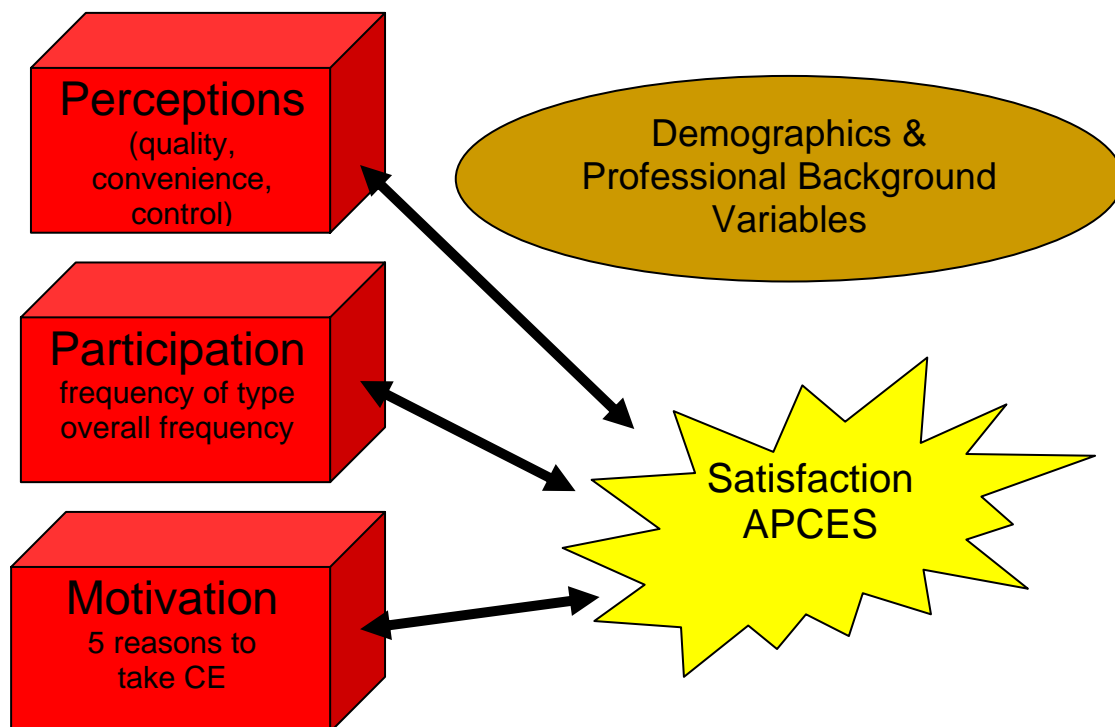 Perceptions
(quality,
convenience,
control)
Demographics &
Professional Background
Variables
Participation
frequency of type
overall frequency
Satisfaction
APCES
Motivation
5 reasons to
take CE